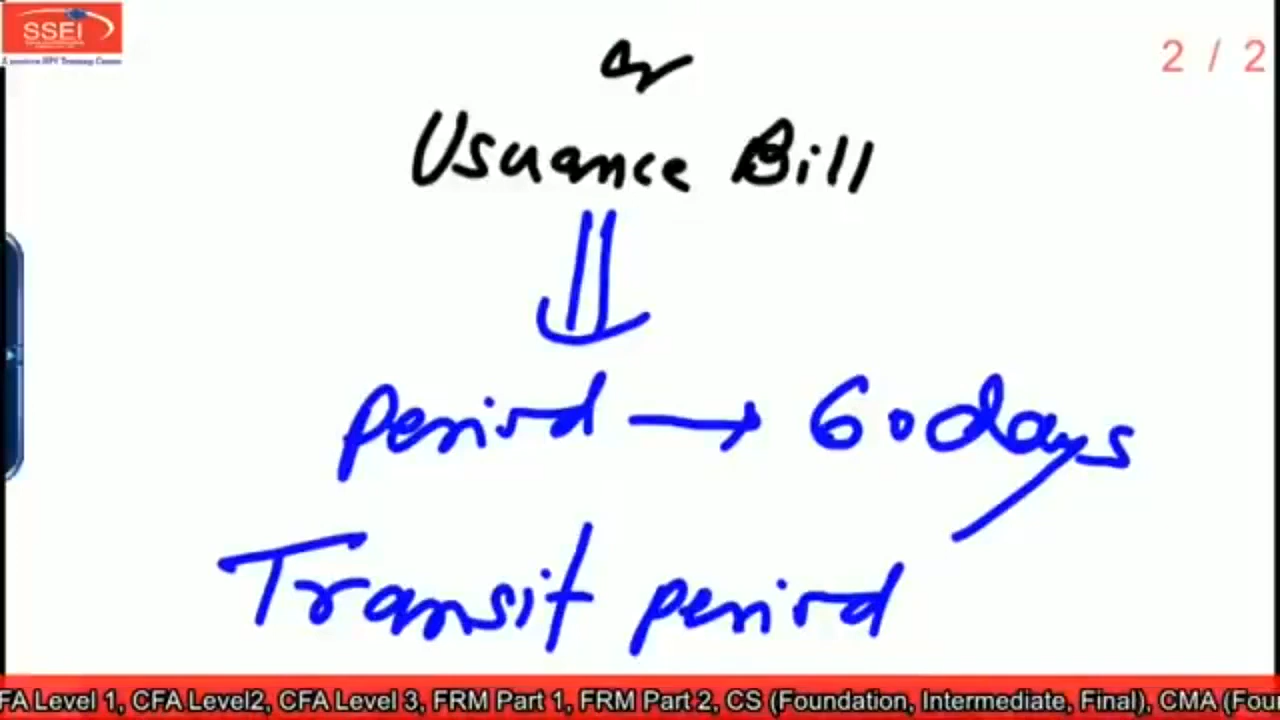 SSEI
2 / 2
or
Usuance Bill
period → 60 days
Transit period
FA Level 1, CFA Level2, CFA Level 3, FRM Part 1, FRM Part 2, CS (Foundation, Intermediate, Final), CMA (Fou